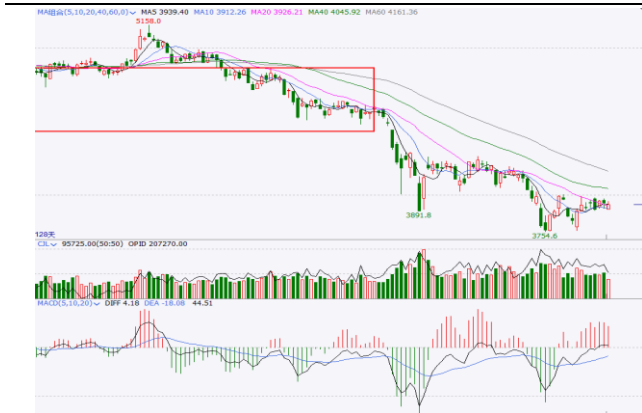 MA组合(5,10,20,40,60,0) MA5 3939.40 MA10 3912.26 MA20 3926.21 MA40 4045.92 MA60 4161.36
5158.0
3891.8
3754.6
128天
CJL 95725.00(50:50) OPID 207270.00
MACD(5,10,20) DIFF 4.18 DEA -18.08 44.51